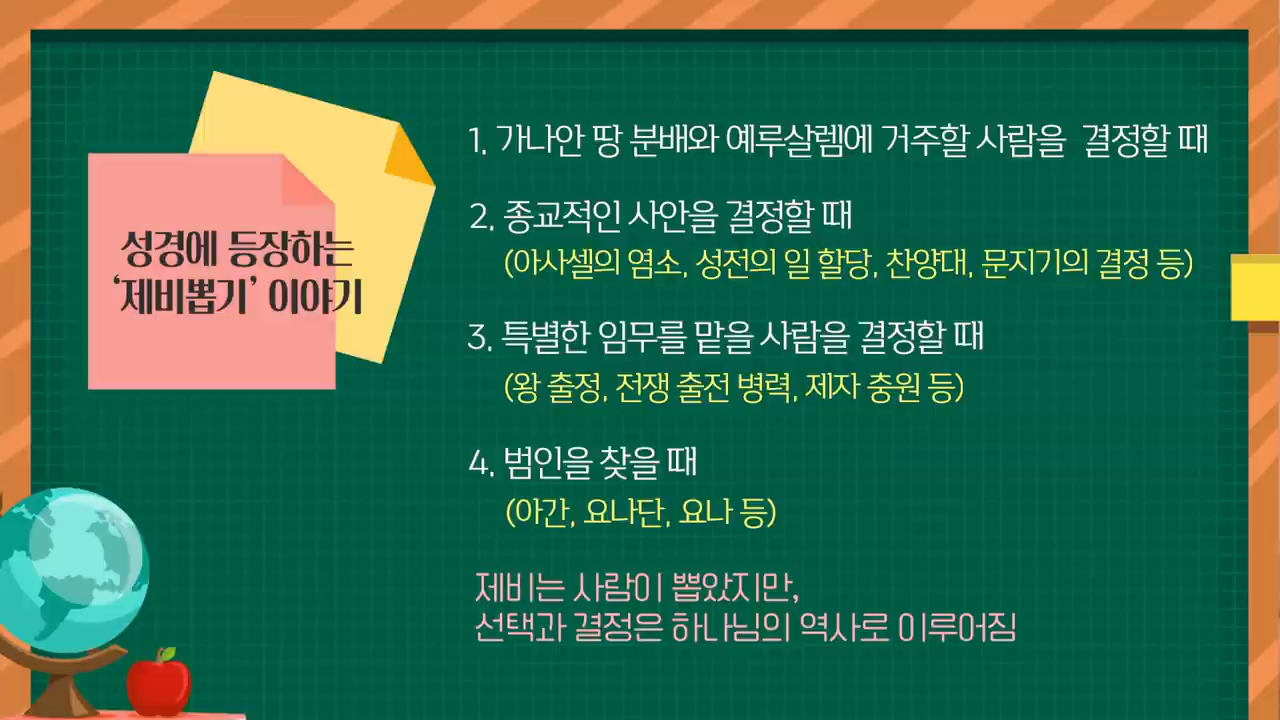 성경에 등장하는
‘제비뽑기’ 이야기
1. 가나안 땅 분배와 예루살렘에 거주할 사람을 결정할 때
2. 종교적인 사안을 결정할 때
(아사셀의 염소, 성전의 일 할당, 찬양대, 문지기의 결정 등)
3. 특별한 임무를 맡을 사람을 결정할 때
(왕 출정, 전쟁 출전 병력, 제자 충원 등)
4. 범인을 찾을 때
(아간, 요나단, 요나 등)
제비는 사람이 뽑았지만,
선택과 결정은 하나님의 역사로 이루어짐